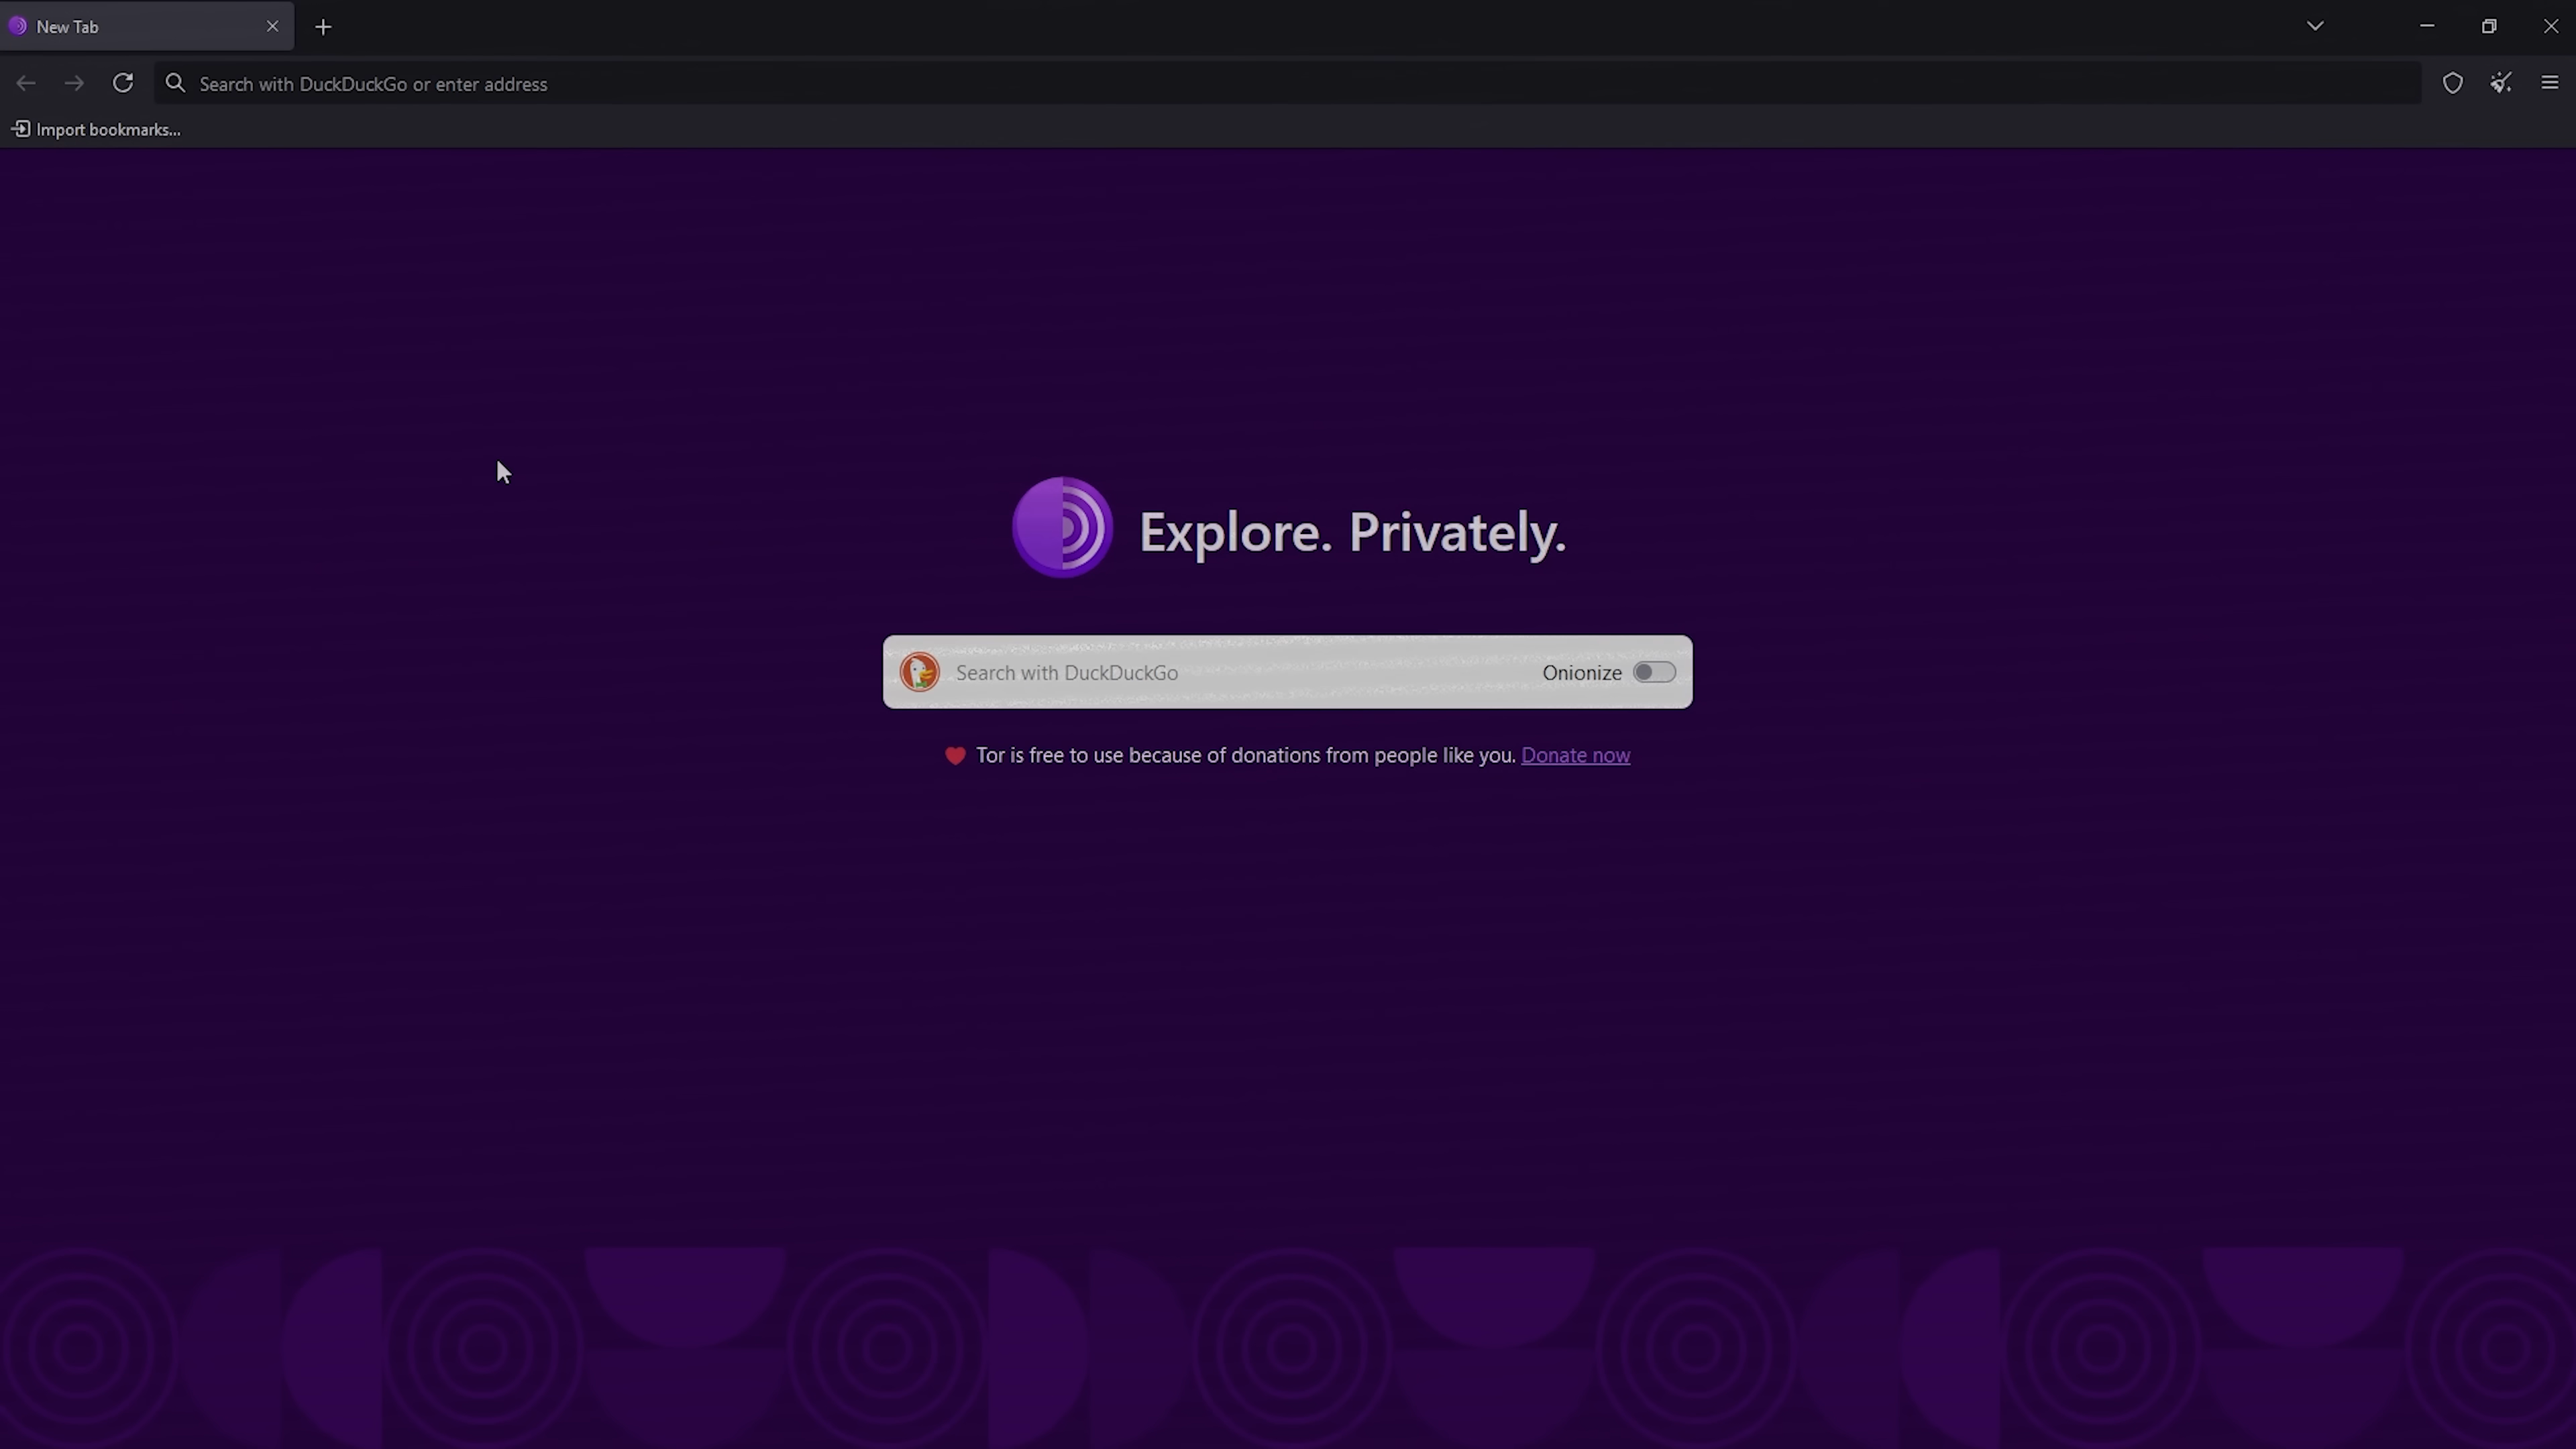 New Tab
Search with DuckDuckGo or enter address
Import bookmarks...
Explore. Privately.
Search with DuckDuckGo
Onionize
Tor is free to use because of donations from people like you. Donate now